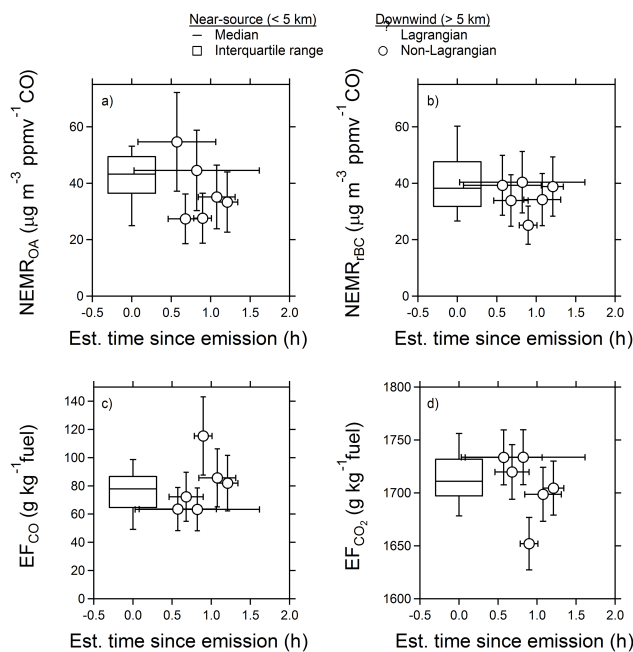 Near-source (< 5 km) Downwind (> 5 km)
Median ? Lagrangian
Interquartile range Non-Lagrangian
a) b)
NEMR_OA (µg m⁻³ ppmv⁻¹ CO)
60
40
20
0
-0.5 0.0 0.5 1.0 1.5 2.0
Est. time since emission (h)
NEMR_rBC (µg m⁻³ ppmv⁻¹ CO)
60
40
20
0
-0.5 0.0 0.5 1.0 1.5 2.0
Est. time since emission (h)
c) d)
EF_CO (g kg⁻¹fuel)
140
120
100
80
60
40
20
0
-0.5 0.0 0.5 1.0 1.5 2.0
Est. time since emission (h)
EF_CO₂ (g kg⁻¹fuel)
1800
1750
1700
1650
1600
-0.5 0.0 0.5 1.0 1.5 2.0
Est. time since emission (h)